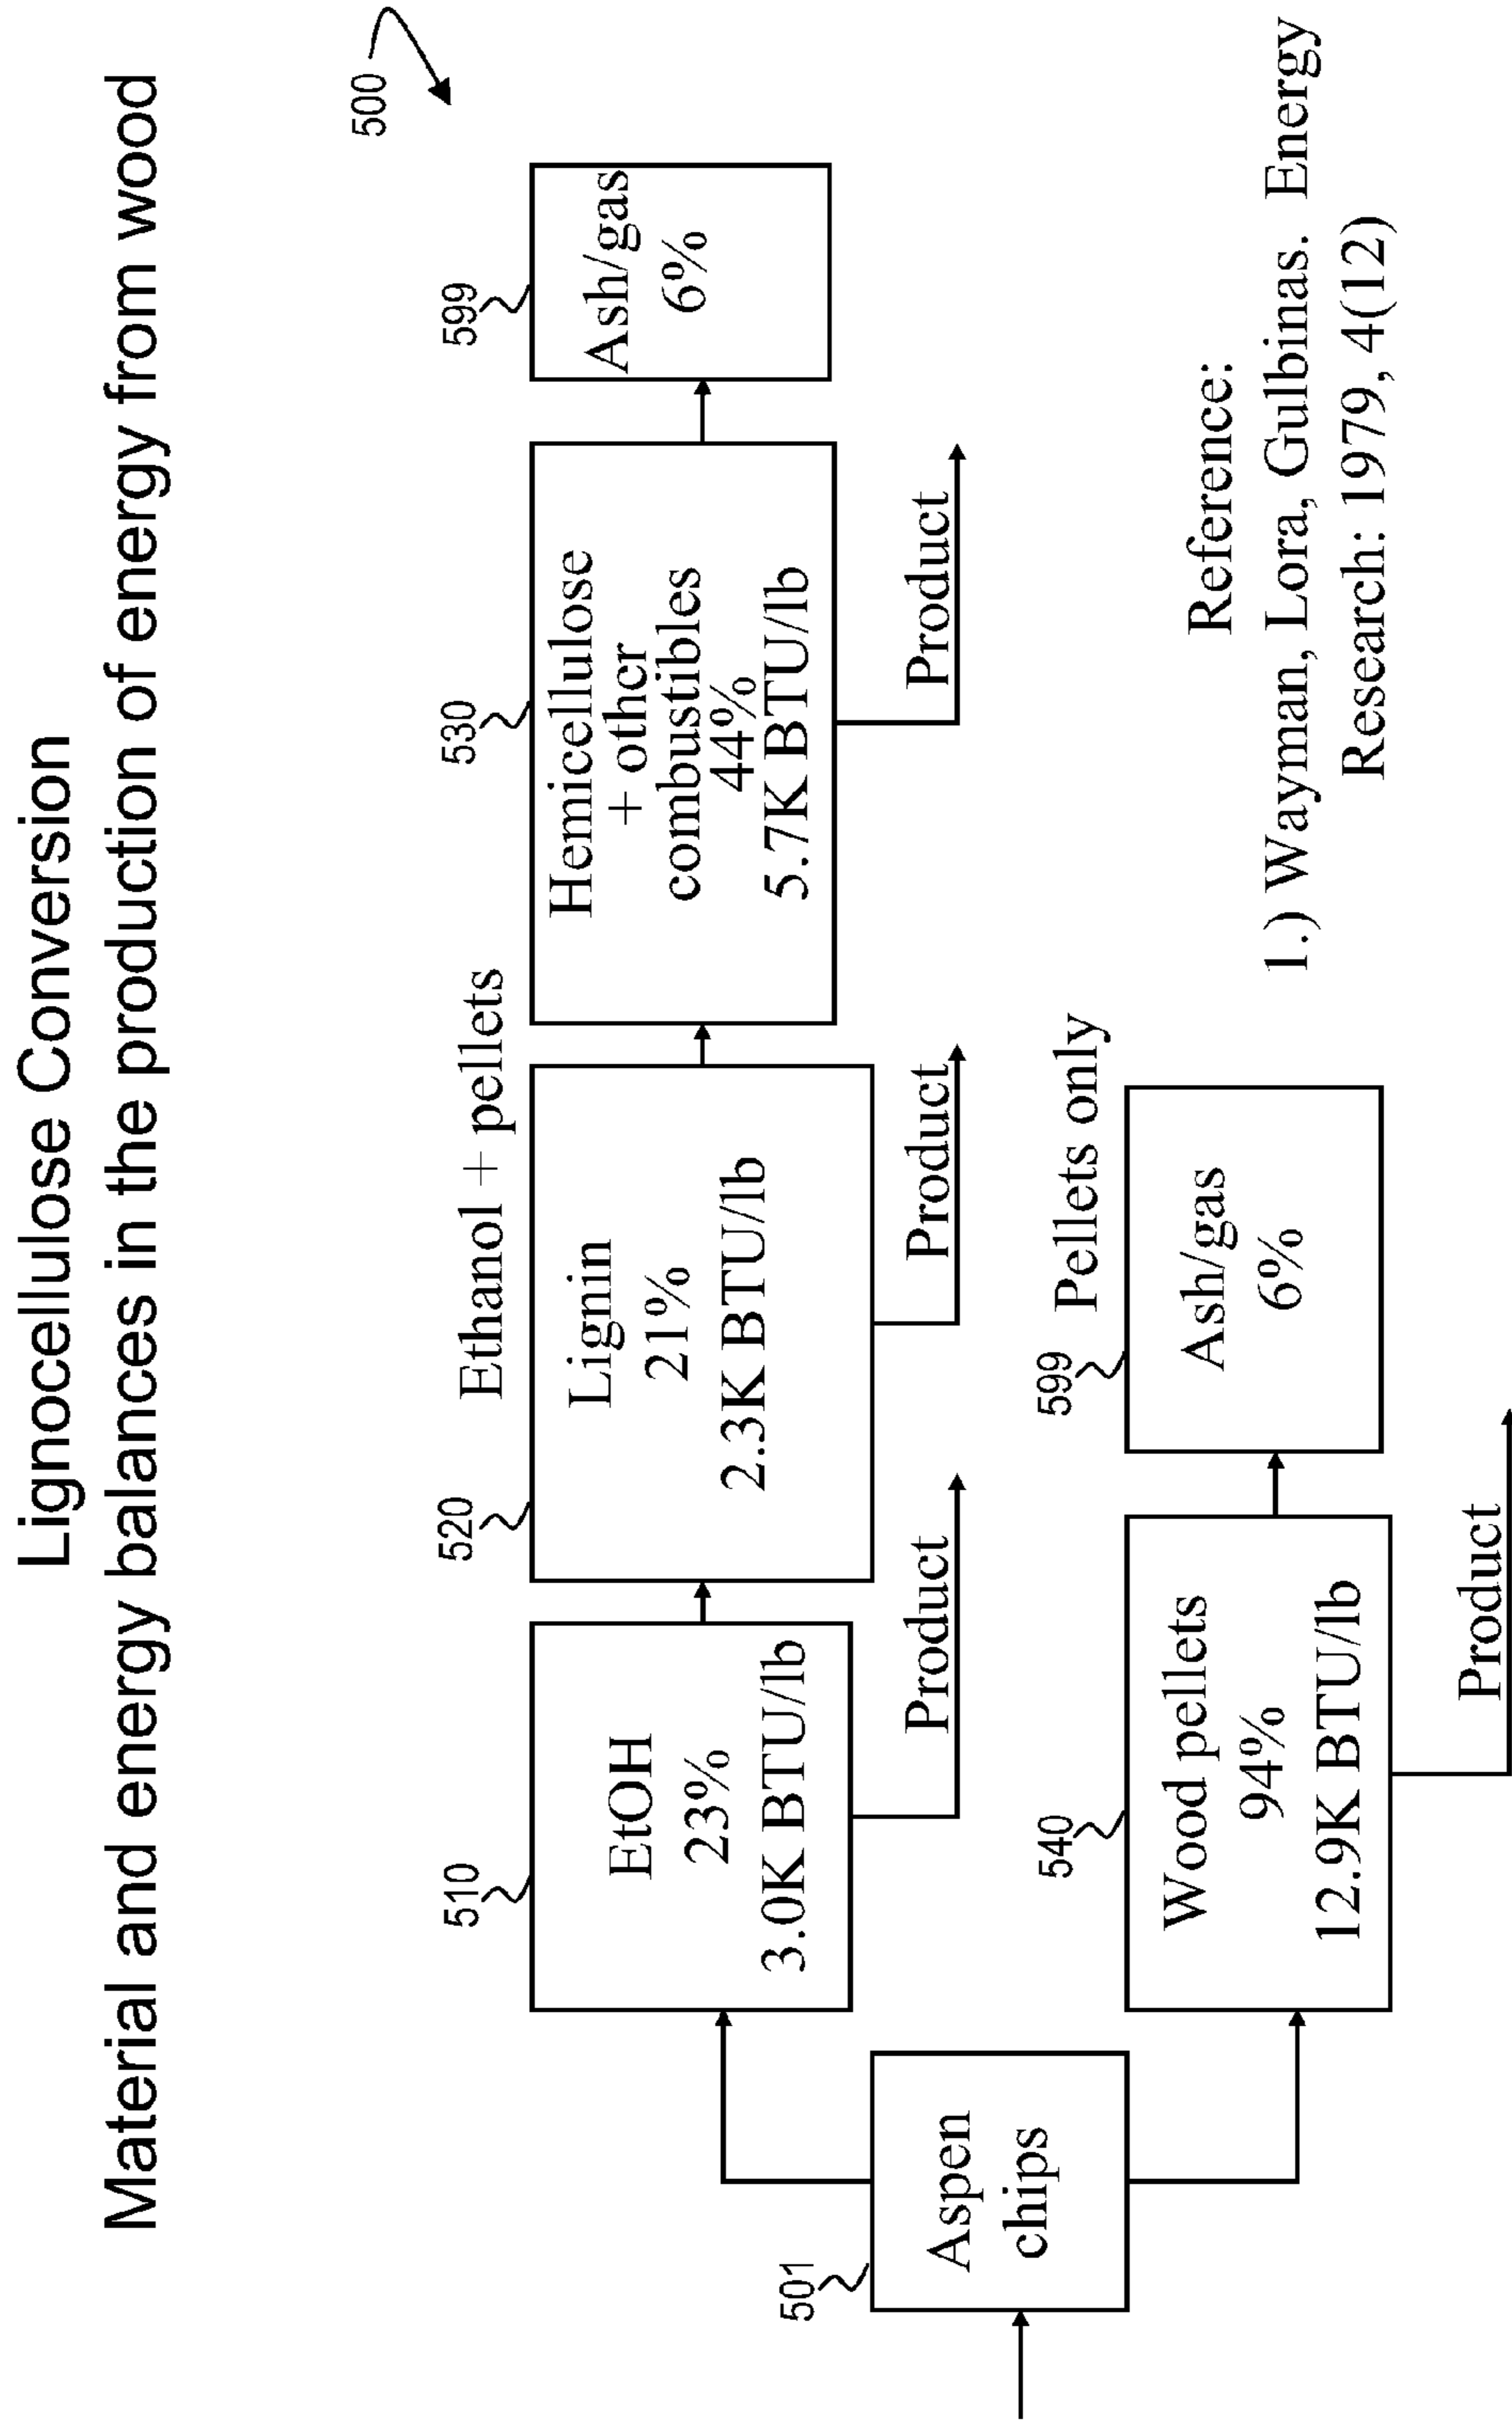 Lignocellulose Conversion
Material and energy balances in the production of energy from wood
500
Ethanol + pellets
510
EtOH
23%
3.0K BTU/lb
Product
520
Lignin
21%
2.3K BTU/lb
Product
530
Hemicellulose
+ other
combustibles
44%
5.7K BTU/lb
Product
599
Ash/gas
6%
501
Aspen
chips
Pellets only
540
Wood pellets
94%
12.9K BTU/lb
Product
599
Ash/gas
6%
Reference:
1.) Wayman, Lora, Gulbinas. Energy
Research: 1979, 4(12)